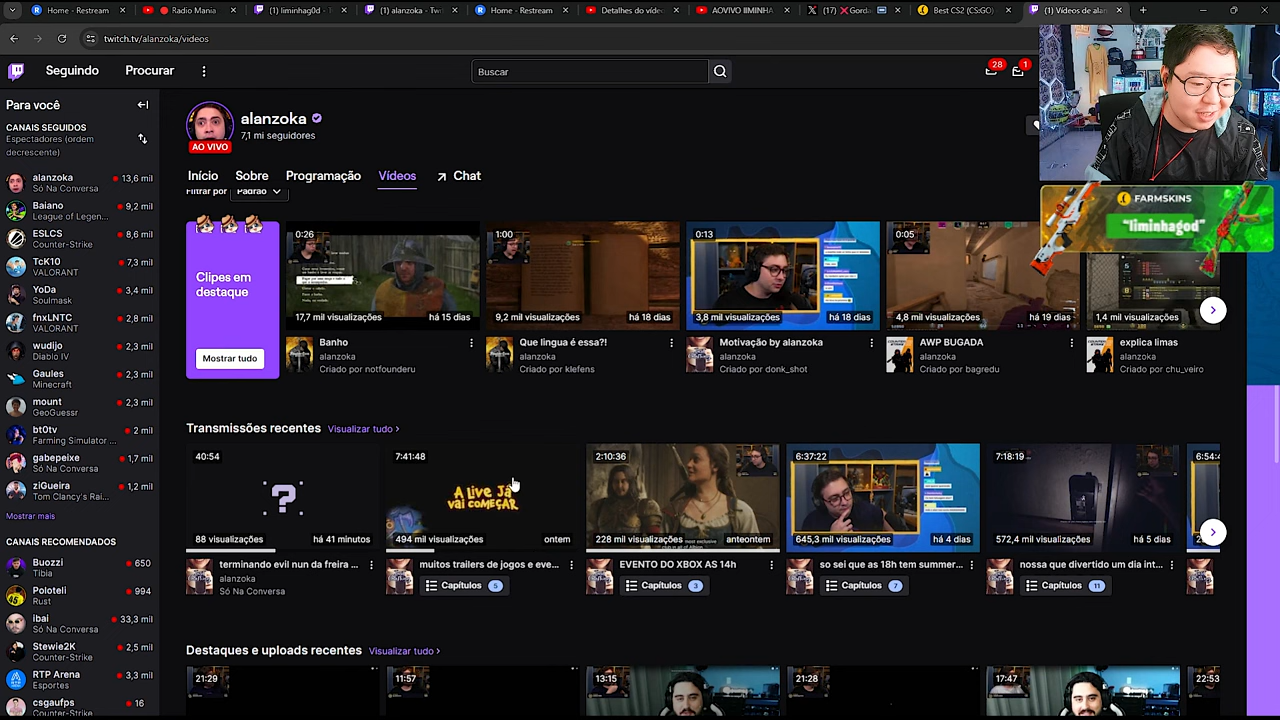 Home - Restream
Radio Mania
(1) liminhag0d - T
(1) alanzoka - Twit
Home - Restream
Detalhes do víde
AOVIVO IIMINHA
(17)
Gorda
Best CS2 (CS:GO)
(1) Vídeos de alan
twitch.tv/alanzoka/videos
Seguindo
Procurar
Buscar
28
1
Para você
CANAIS SEGUIDOS
Espectadores (ordem
decrescente)
alanzoka
13,6 mil
Só Na Conversa
Baiano
9,2 mil
League of Legen...
ESLCS
8,6 mil
Counter-Strike
TcK10
VALORANT
YoDa
3,4 mil
Soulmask
fnxLNTC
2,8 mil
VALORANT
wudijo
2,3 mil
Diablo IV
Gaules
2,3 mil
Minecraft
mount
2,3 mil
GeoGuessr
bt0tv
2 mil
Farming Simulator ...
gabepeixe
1,7 mil
Só Na Conversa
ziGueira
1,2 mil
Tom Clancy's Rai...
Mostrar mais
CANAIS RECOMENDADOS
Buozzi
650
Tibia
Poloteli
994
Rust
ibai
33,3 mil
Só Na Conversa
Stewie2K
2,5 mil
Counter-Strike
RTP Arena
3,3 mil
Esportes
csgaufps
16
Counter-Strike
alanzoka
7,1 mi seguidores
AO VIVO
Início
Sobre
Programação
Vídeos
Chat
Filtrar por
Padrão
FARMSKINS
"liminhagod"
Clipes em
destaque
Mostrar tudo
0:26
17,7 mil visualizações
há 15 dias
Banho
alanzoka
Criado por notfounderu
1:00
9,2 mil visualizações
há 18 dias
Que lingua é essa?!
alanzoka
Criado por klefens
0:13
3,8 mil visualizações
há 18 dias
Motivação by alanzoka
alanzoka
Criado por donk_shot
0:05
4,8 mil visualizações
há 19 dias
AWP BUGADA
alanzoka
Criado por bagredu
1,4 mil visualizações
explica limas
alanzoka
Criado por chu_veiro
Transmissões recentes
Visualizar tudo
40:54
88 visualizações
há 41 minutos
terminando evil nun da freira ...
alanzoka
Só Na Conversa
7:41:48
A LIVE JÁ
VAI COMEÇAR
494 mil visualizações
ontem
muitos trailers de jogos e eve...
Capítulos
5
2:10:36
228 mil visualizações
anteontem
EVENTO DO XBOX AS 14h
Capítulos
3
6:37:22
645,3 mil visualizações
há 4 dias
so sei que as 18h tem summer...
Capítulos
7
7:18:19
572,4 mil visualizações
há 5 dias
nossa que divertido um dia int...
Capítulos
11
6:54:4
Destaques e uploads recentes
Visualizar tudo
21:29
11:57
13:15
21:28
17:47
22:53